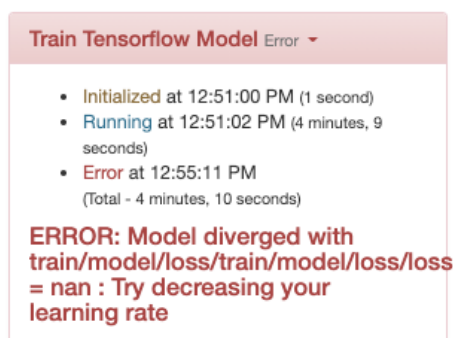 Train Tensorflow Model Error
Initialized at 12:51:00 PM (1 second)
Running at 12:51:02 PM (4 minutes, 9
seconds)
Error at 12:55:11 PM
(Total - 4 minutes, 10 seconds)
ERROR: Model diverged with
train/model/loss/train/model/loss/loss
= nan : Try decreasing your
learning rate